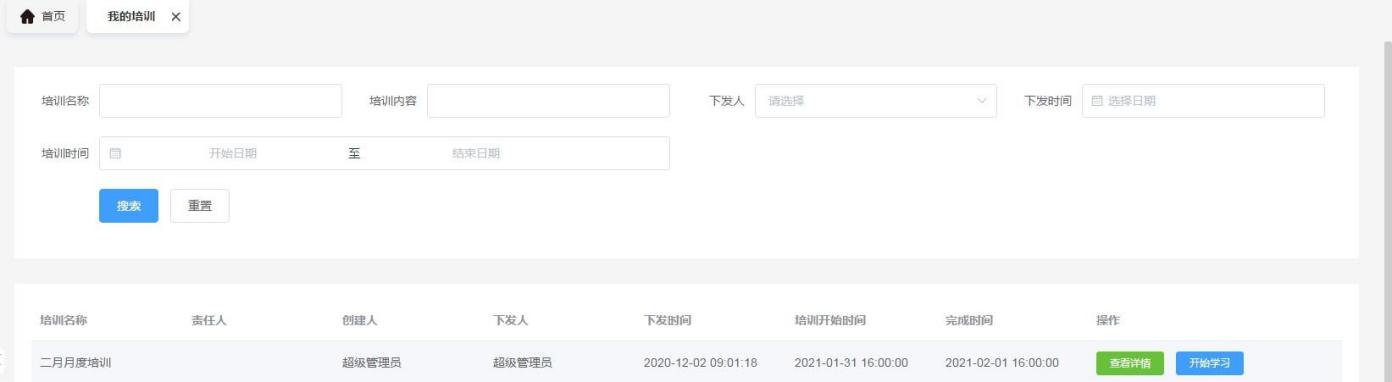 首页 我的培训
培训名称 培训内容 下发人 请选择 下发时间 选择日期
培训时间 开始日期 至 结束日期
搜索 重置
培训名称 责任人 创建人 下发人 下发时间 培训开始时间 完成时间 操作
二月月度培训 超级管理员 超级管理员 2020-12-02 09:01:18 2021-01-31 16:00:00 2021-02-01 16:00:00 查看详情 开始学习